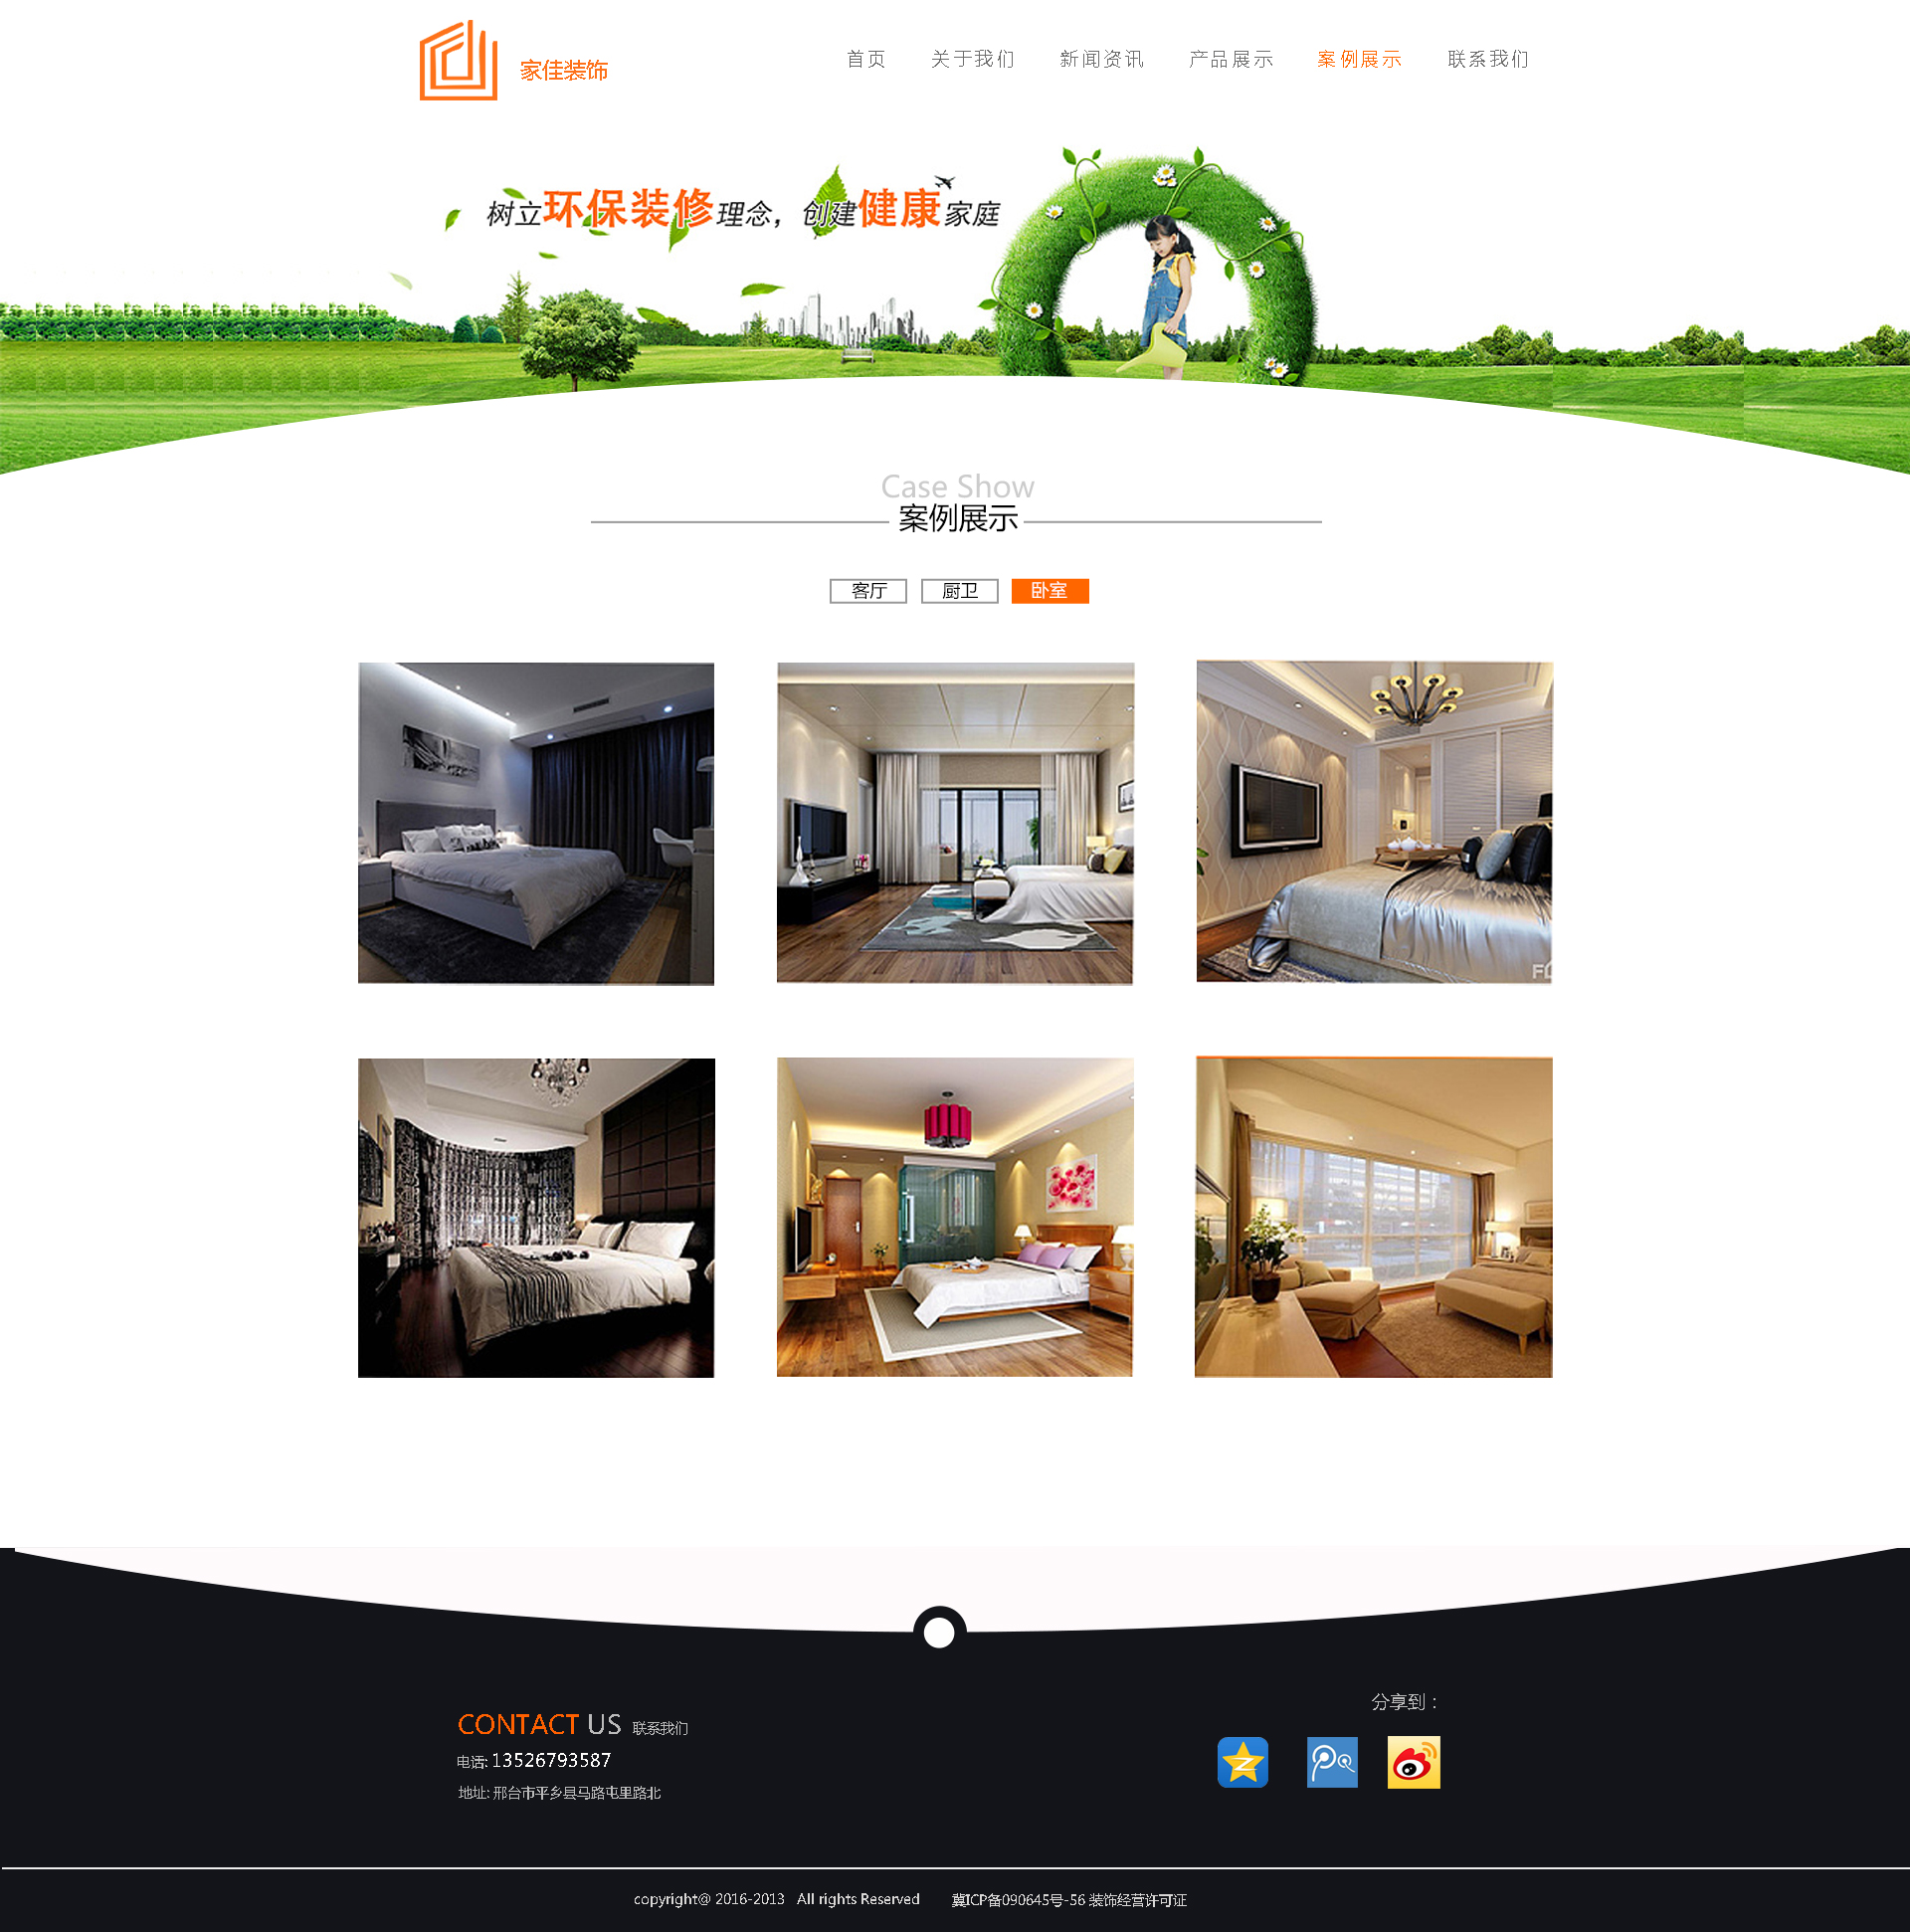 家佳装饰
首页 关于我们 新闻资讯 产品展示 案例展示 联系我们
树立环保装修理念，创建健康家庭
Case Show
案例展示
客厅 厨卫 卧室
分享到：
CONTACT US 联系我们
电话: 13526793587
地址: 邢台市平乡县马路屯里路北
copyright@ 2016-2013 All rights Reserved 冀ICP备090645号-56 装饰经营许可证